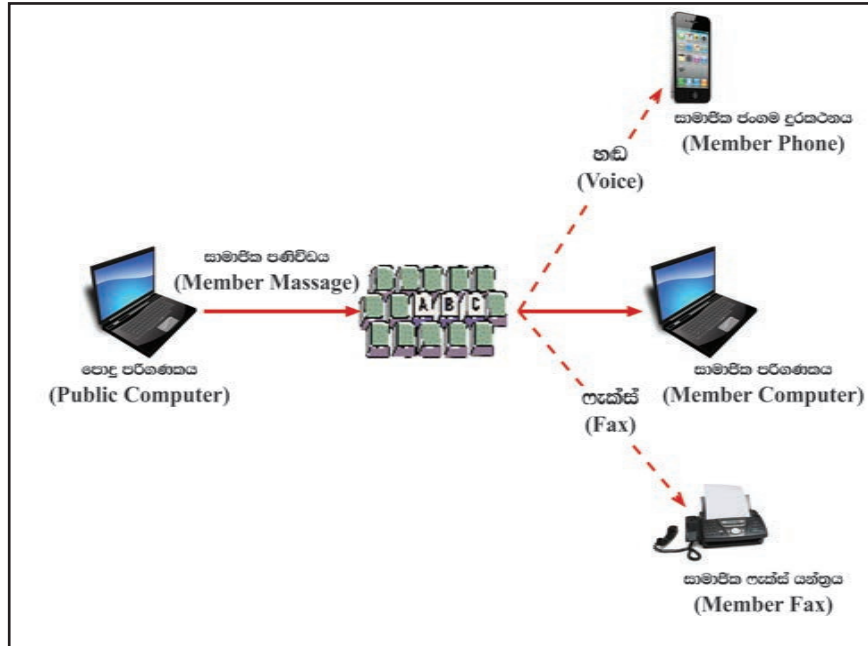 සාමාජික ජංගම දුරකථනය
(Member Phone)
හඬ
(Voice)
සාමාජික පණිවිඩය
(Member Massage)
A B C
පොදු පරිගණකය
(Public Computer)
සාමාජික පරිගණකය
(Member Computer)
ෆැක්ස්
(Fax)
සාමාජික ෆැක්ස් යන්ත්‍රය
(Member Fax)